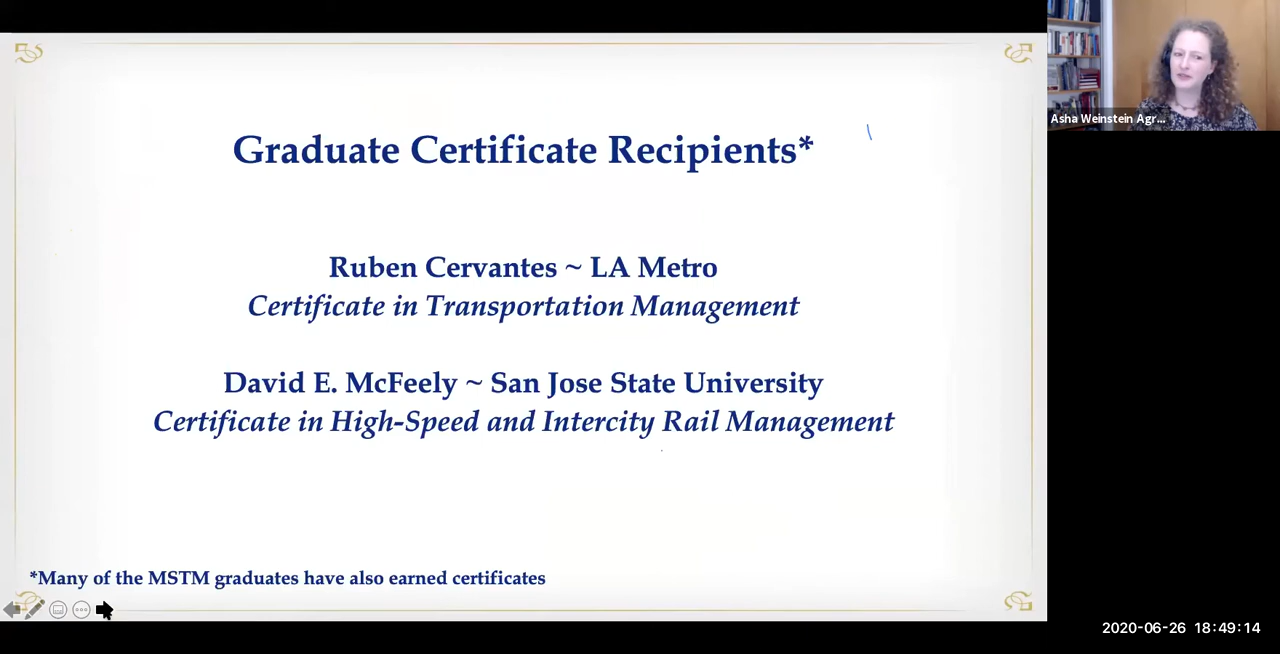 Graduate Certificate Recipients*
Ruben Cervantes ~ LA Metro
Certificate in Transportation Management
David E. McFeely ~ San Jose State University
Certificate in High-Speed and Intercity Rail Management
*Many of the MSTM graduates have also earned certificates
Asha Weinstein Agr...
2020-06-26 18:49:14